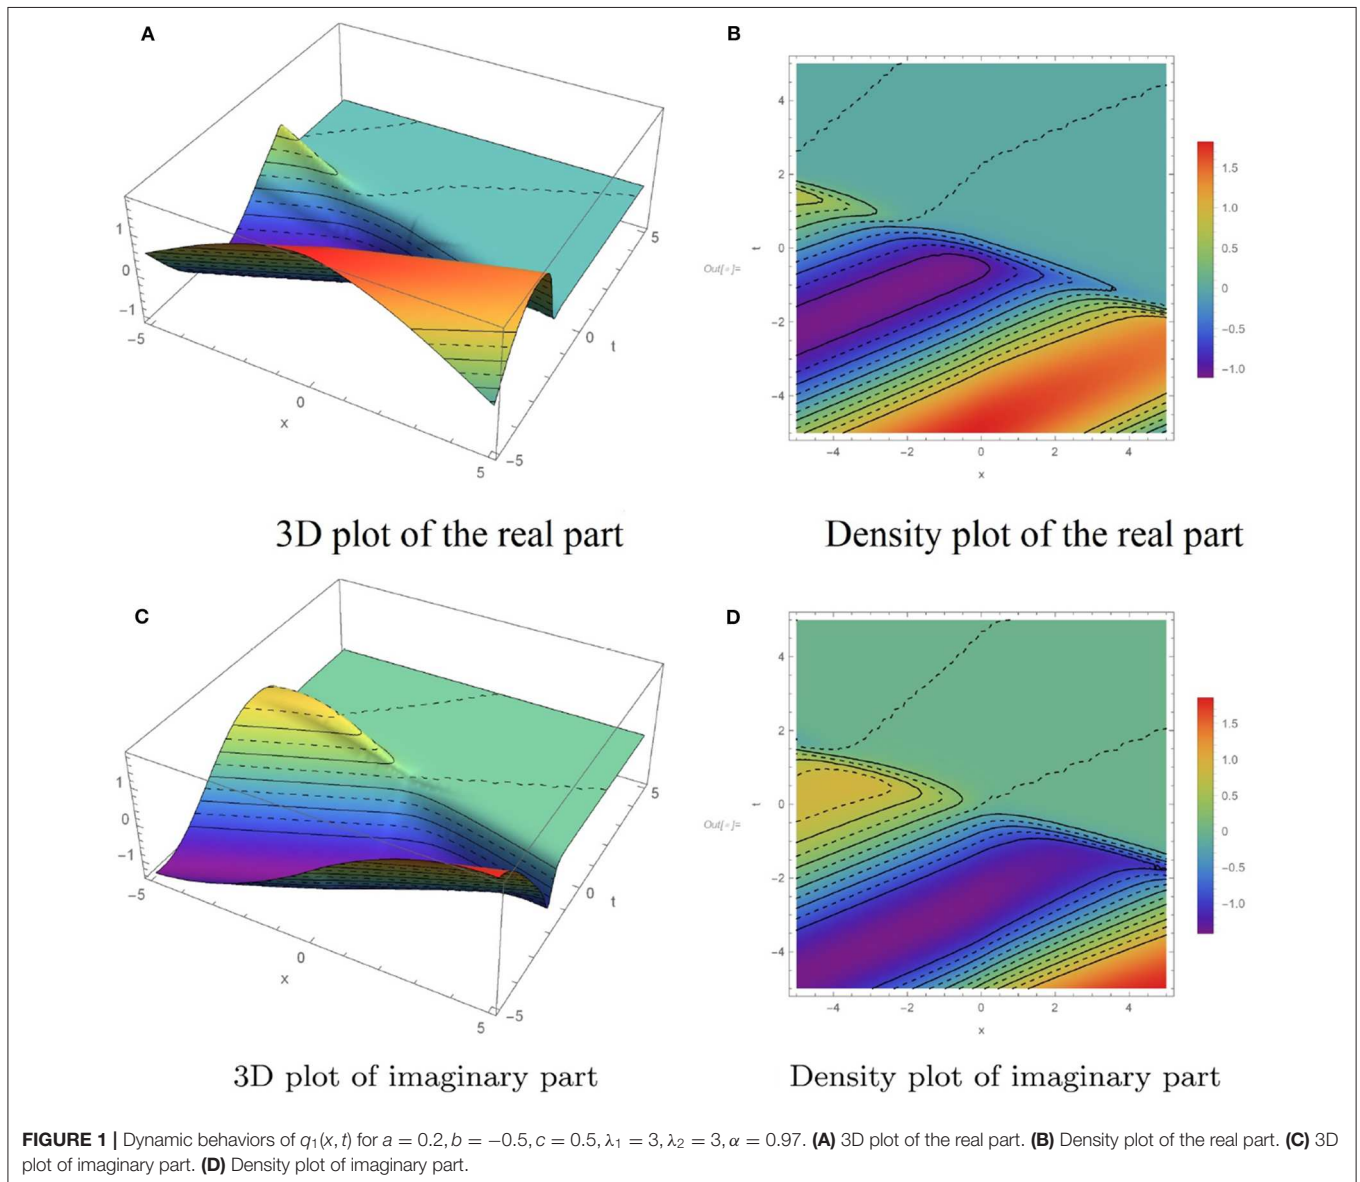 A
1
0
−1
−5
0
x
5
−5
0
t
5
3D plot of the real part
B
4
2
t
0
Out[∘]=
−2
−4
−4
−2
0
2
4
x
1.5
1.0
0.5
0
−0.5
−1.0
Density plot of the real part
C
1
0
−1
−5
0
x
5
−5
0
t
5
3D plot of imaginary part
D
4
2
t
0
Out[∘]=
−2
−4
−4
−2
0
2
4
x
1.5
1.0
0.5
0
−0.5
−1.0
Density plot of imaginary part
FIGURE 1 | Dynamic behaviors of q₁(x, t) for a = 0.2, b = −0.5, c = 0.5, λ₁ = 3, λ₂ = 3, α = 0.97. (A) 3D plot of the real part. (B) Density plot of the real part. (C) 3D
plot of imaginary part. (D) Density plot of imaginary part.